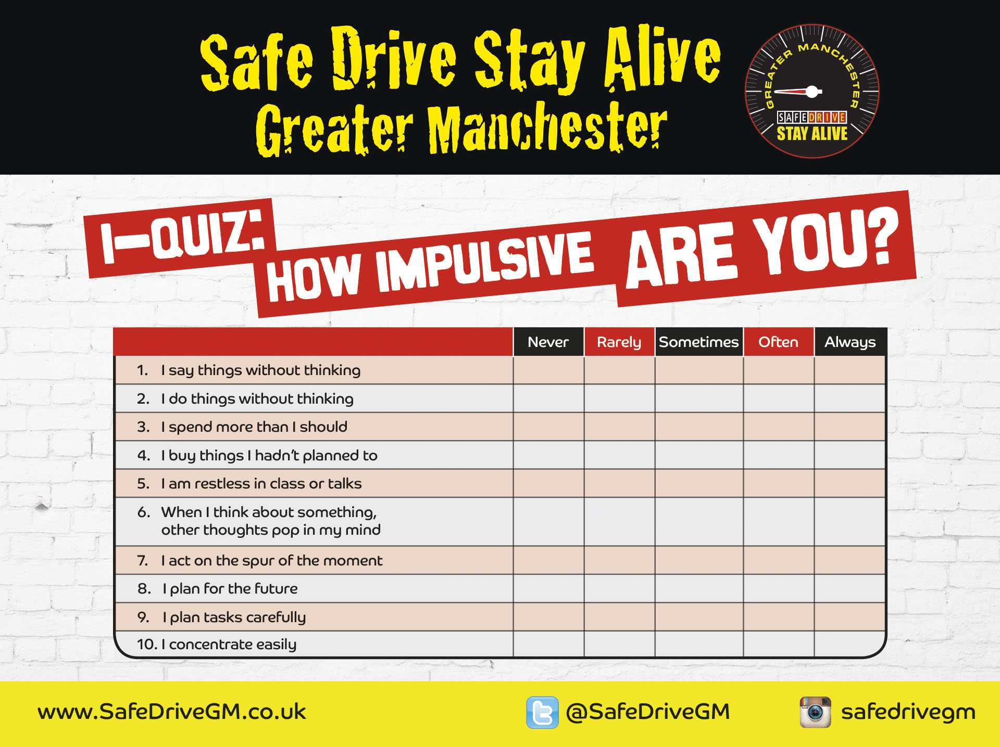 Safe Drive Stay Alive
Greater Manchester
GREATER MANCHESTER
SAFEDRIVE
STAY ALIVE
I-QUIZ:
HOW IMPULSIVE ARE YOU?
Never Rarely Sometimes Often Always
1. I say things without thinking
2. I do things without thinking
3. I spend more than I should
4. I buy things I hadn't planned to
5. I am restless in class or talks
6. When I think about something,
other thoughts pop in my mind
7. I act on the spur of the moment
8. I plan for the future
9. I plan tasks carefully
10. I concentrate easily
www.SafeDriveGM.co.uk @SafeDriveGM safedrivegm